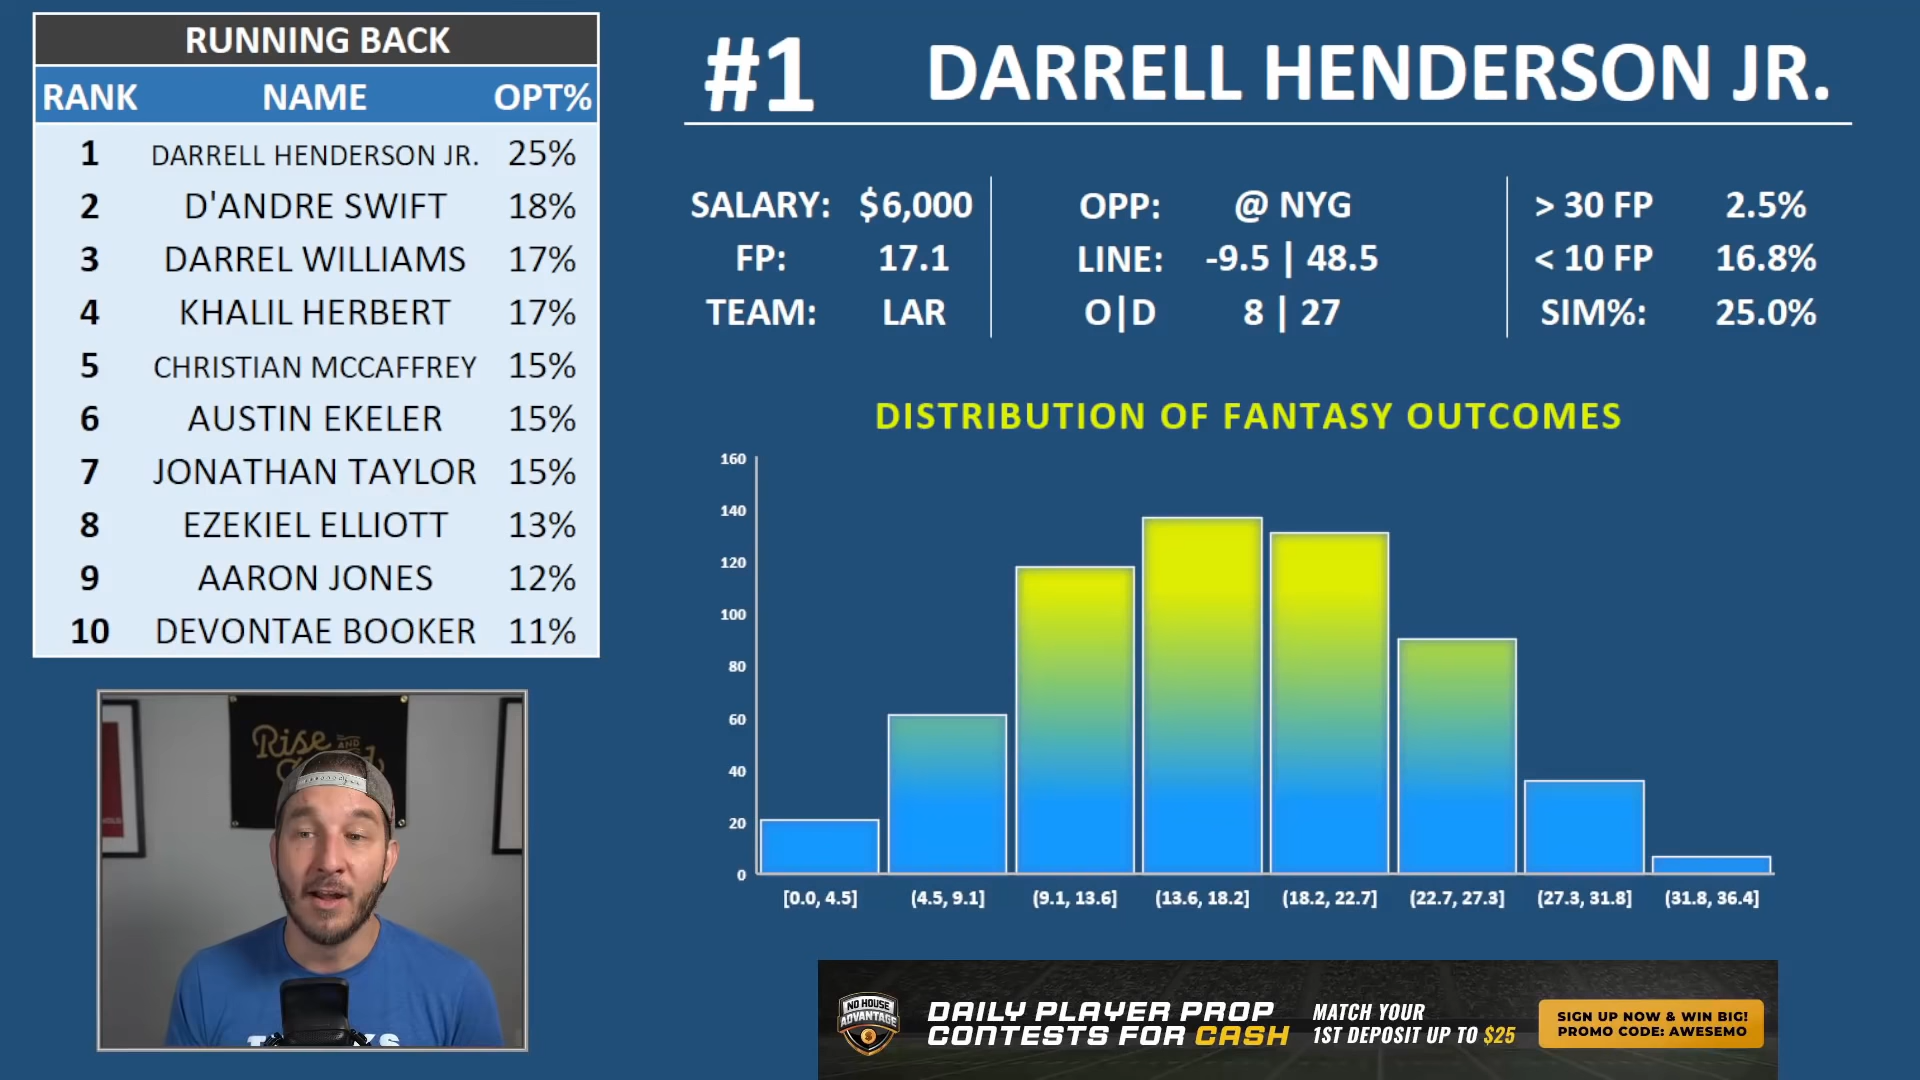 RUNNING BACK
RANK NAME OPT%
1 DARRELL HENDERSON JR. 25%
2 D'ANDRE SWIFT 18%
3 DARREL WILLIAMS 17%
4 KHALIL HERBERT 17%
5 CHRISTIAN MCCAFFREY 15%
6 AUSTIN EKELER 15%
7 JONATHAN TAYLOR 15%
8 EZEKIEL ELLIOTT 13%
9 AARON JONES 12%
10 DEVONTAE BOOKER 11%
#1 DARRELL HENDERSON JR.
SALARY: $6,000 OPP: @ NYG > 30 FP 2.5%
FP: 17.1 LINE: -9.5 | 48.5 < 10 FP 16.8%
TEAM: LAR O|D 8 | 27 SIM%: 25.0%
DISTRIBUTION OF FANTASY OUTCOMES
160
140
120
100
80
60
40
20
0
[0.0, 4.5] (4.5, 9.1] (9.1, 13.6] (13.6, 18.2] (18.2, 22.7] (22.7, 27.3] (27.3, 31.8] (31.8, 36.4]
Rise AND
NO HOUSE
ADVANTAGE
DAILY PLAYER PROP
CONTESTS FOR CASH
MATCH YOUR
1ST DEPOSIT UP TO $25
SIGN UP NOW & WIN BIG!
PROMO CODE: AWESEMO